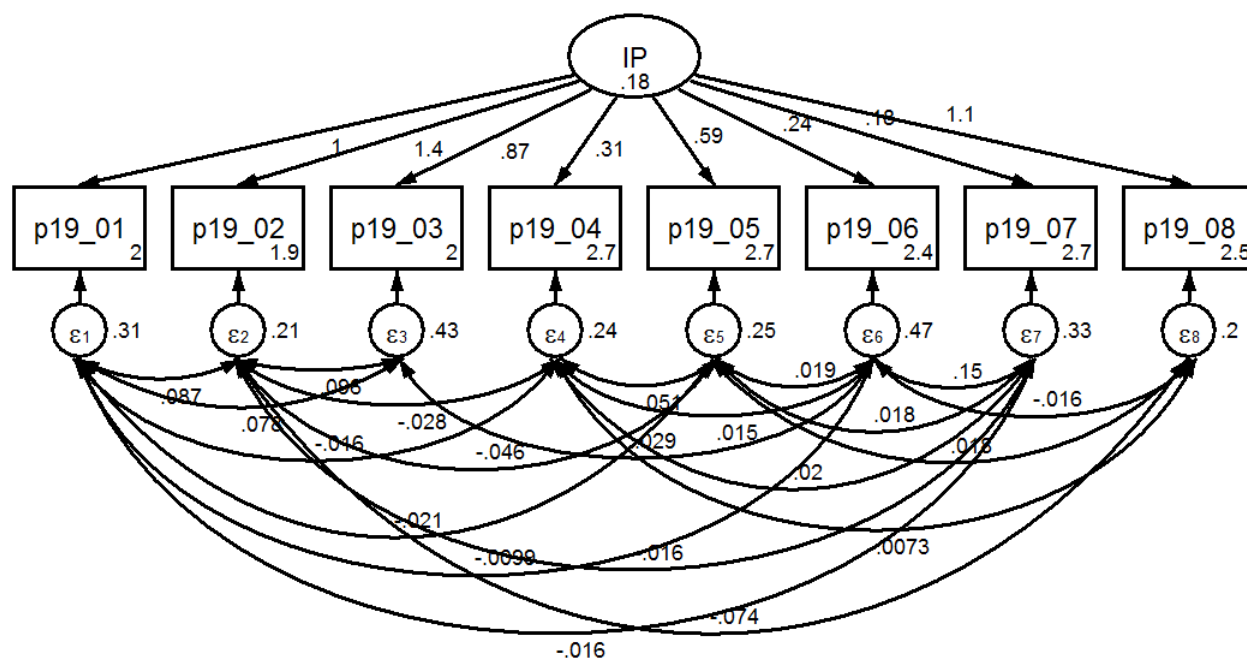 IP
.18
1 1.4 .87 .31 .59 .24 .18 1.1
p19_01 p19_02 p19_03 p19_04 p19_05 p19_06 p19_07 p19_08
2 1.9 2 2.7 2.7 2.4 2.7 2.5
ε1 .31 ε2 .21 ε3 .43 ε4 .24 ε5 .25 ε6 .47 ε7 .33 ε8 .2
.087 .051 .019 .15 -.016
.078 -.028 .015 .018
-.016 -.046 .029 .02
-.021 .016 .0073
-.0099
-.074
-.016